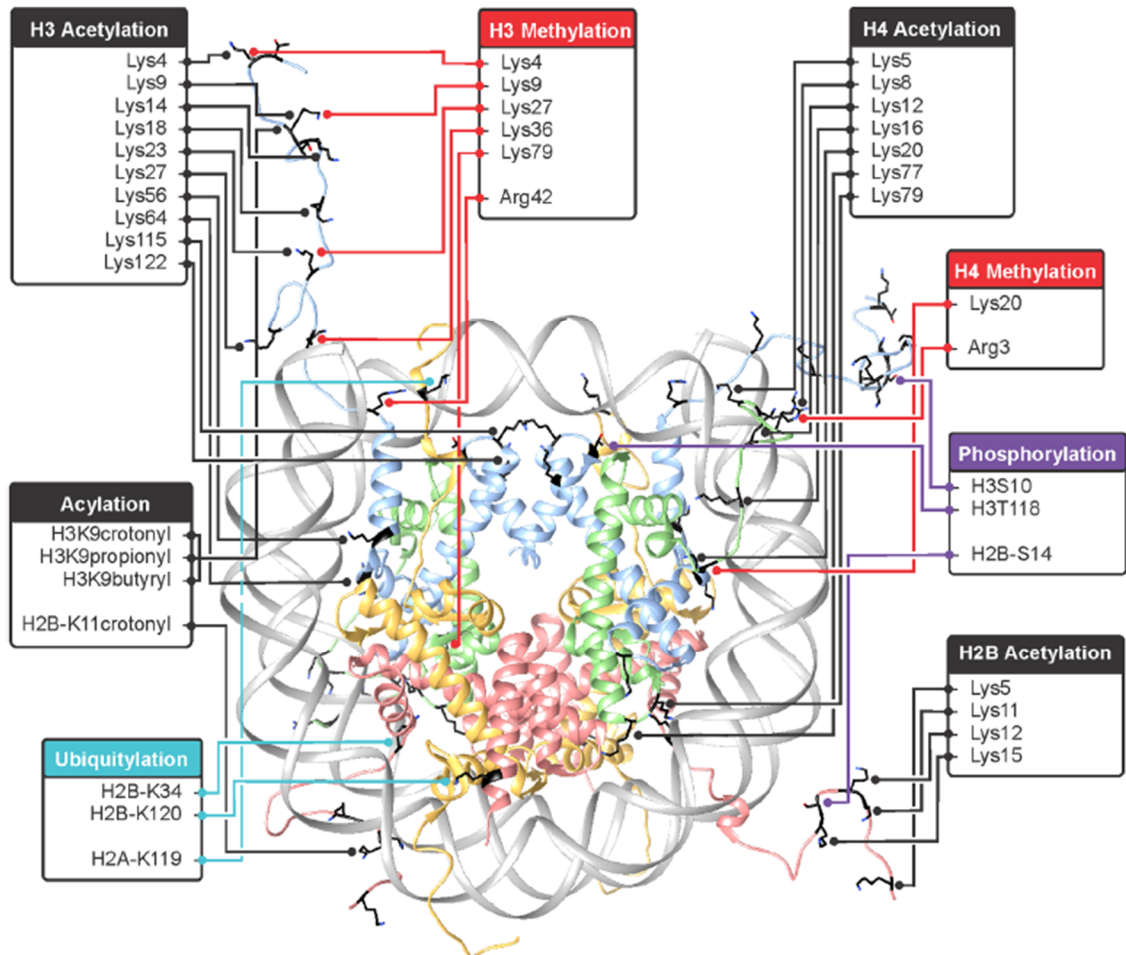 H3 Acetylation
Lys4
Lys9
Lys14
Lys18
Lys23
Lys27
Lys56
Lys64
Lys115
Lys122
H3 Methylation
Lys4
Lys9
Lys27
Lys36
Lys79
Arg42
H4 Acetylation
Lys5
Lys8
Lys12
Lys16
Lys20
Lys77
Lys79
H4 Methylation
Lys20
Arg3
Acylation
H3K9crotonyl
H3K9propionyl
H3K9butyryl
H2B-K11crotonyl
Phosphorylation
H3S10
H3T118
H2B-S14
Ubiquitylation
H2B-K34
H2B-K120
H2A-K119
H2B Acetylation
Lys5
Lys11
Lys12
Lys15